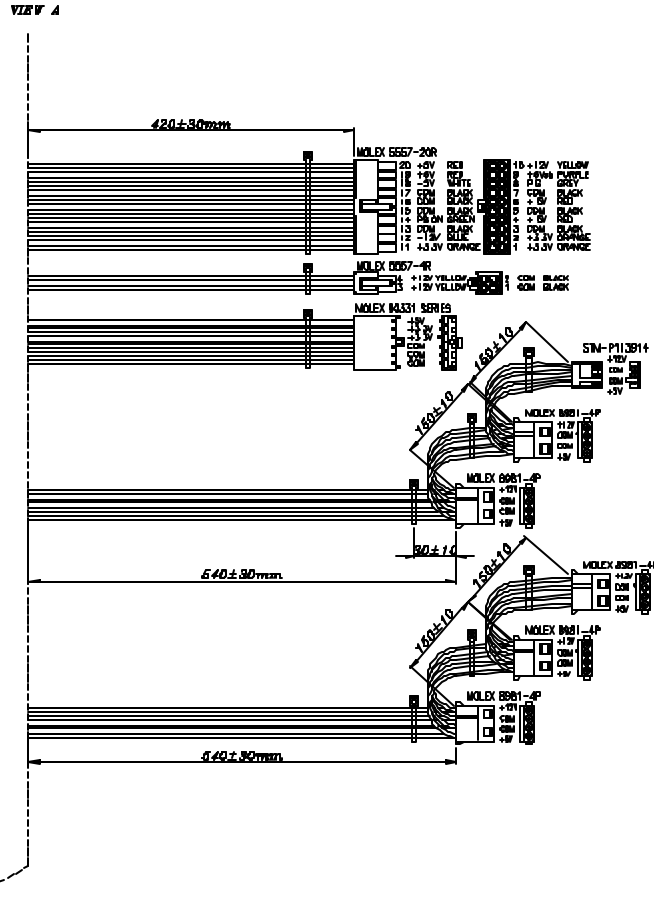 VIEW A
420±30mm
MOLEX 5557-20R
20 +5V RED
19 +5V RED
18 -5V WHITE
17 COM BLACK
16 COM BLACK
15 COM BLACK
14 PS ON GREEN
13 COM BLACK
12 -12V BLUE
11 +3.3V ORANGE
10 +12V YELLOW
9 +5Vsb PURPLE
8 P.G GREY
7 COM BLACK
6 +5V RED
5 COM BLACK
4 +5V RED
3 COM BLACK
2 +3.3V ORANGE
1 +3.3V ORANGE
MOLEX 5557-4R
4 +12V YELLOW
3 +12V YELLOW
2 COM BLACK
1 COM BLACK
MOLEX SERIES
+5V
+3.3V
+3.3V
COM
COM
COM
150±10
150±10
+12V
COM
COM
+5V
MOLEX 8981-4P
+12V
COM
COM
+5V
MOLEX 8981-4P
+12V
COM
COM
+5V
±10
640±30mm
150±10
150±10
MOLEX 8981-4P
+12V
COM
COM
+5V
MOLEX 8981-4P
+12V
COM
COM
+5V
MOLEX 8981-4P
+12V
COM
COM
+5V
640±30mm